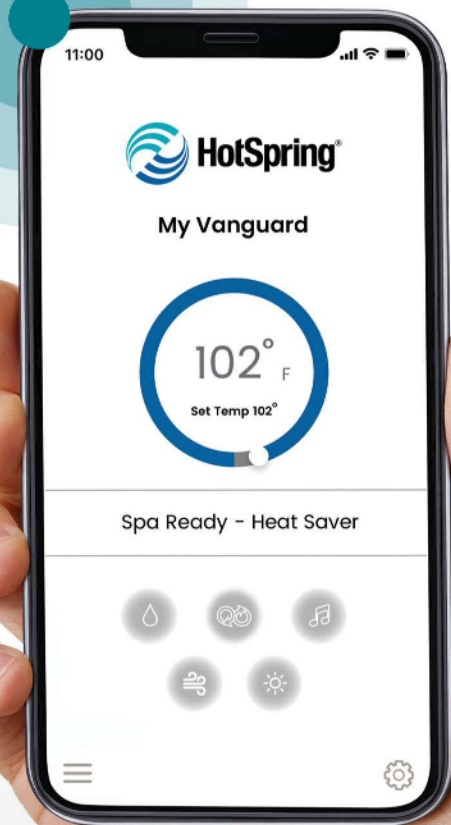 11:00
HotSpring®
My Vanguard
102° F
Set Temp 102°
Spa Ready - Heat Saver